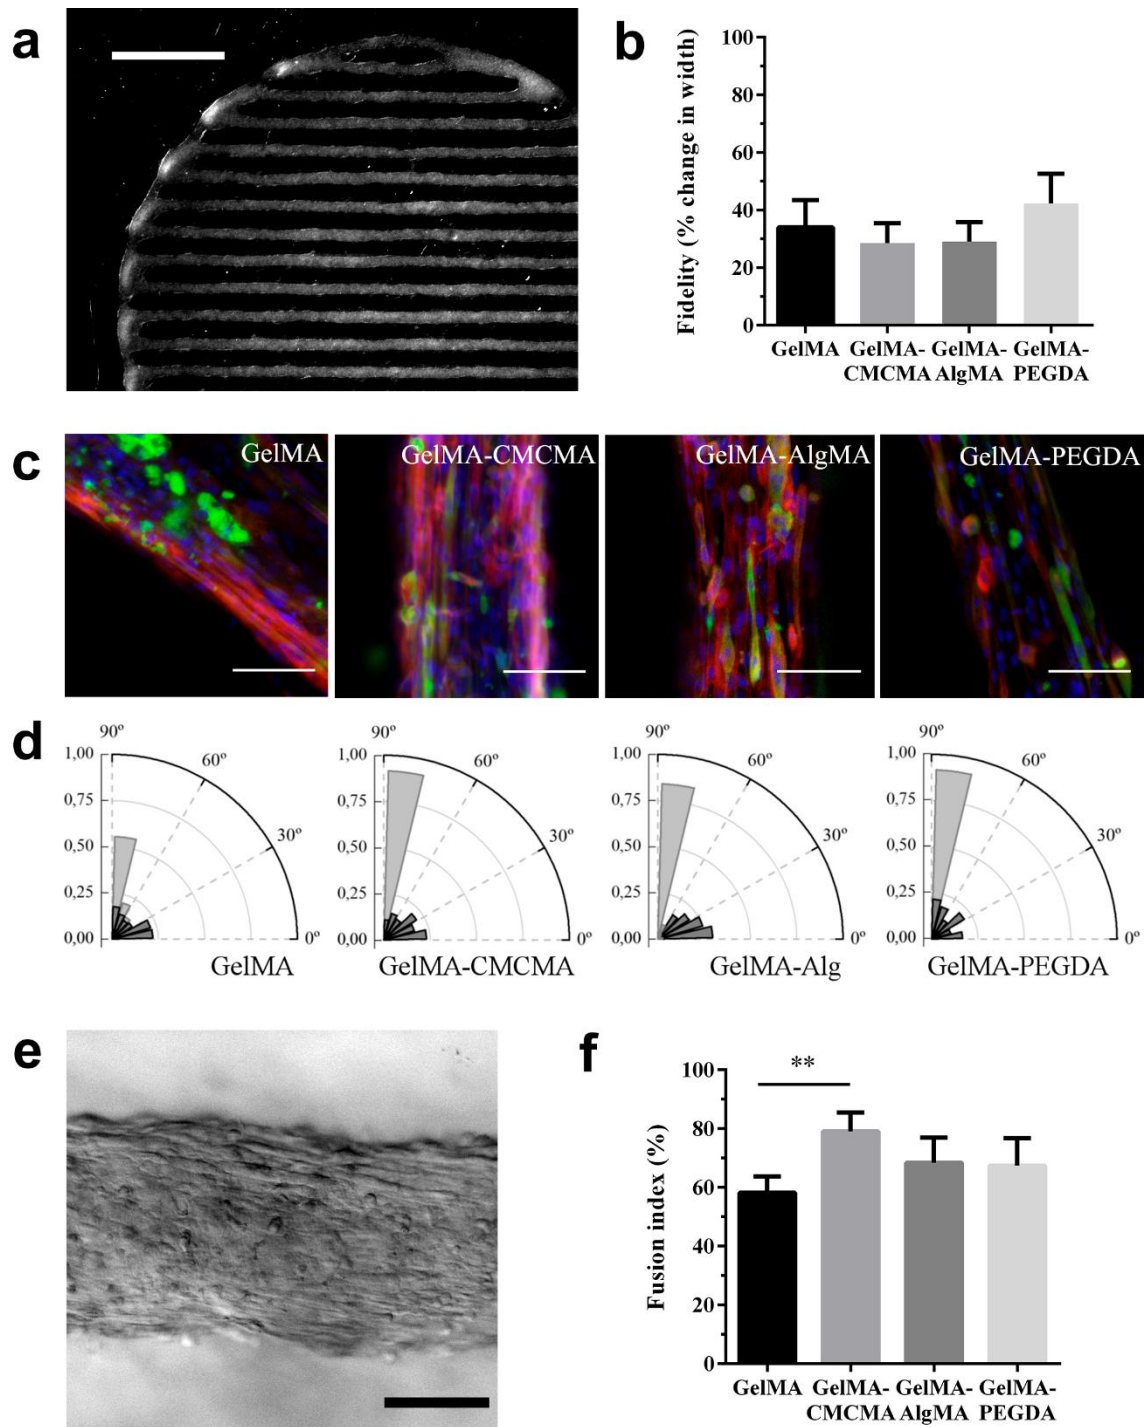 a
b
Fidelity (% change in width)
100
80
60
40
20
0
GelMA
GelMA-
CMCMA
GelMA-
AlgMA
GelMA-
PEGDA
c
GelMA
GelMA-CMCMA
GelMA-AlgMA
GelMA-PEGDA
d
90º
1,00
60º
0,75
0,50
30º
0,25
0,00
0º
GelMA
90º
1,00
60º
0,75
0,50
30º
0,25
0,00
0º
GelMA-CMCMA
90º
1,00
60º
0,75
0,50
30º
0,25
0,00
0º
GelMA-Alg
90º
1,00
60º
0,75
0,50
30º
0,25
0,00
0º
GelMA-PEGDA
e
f
Fusion index (%)
100
80
60
40
20
0
**
GelMA
GelMA-
CMCMA
GelMA-
AlgMA
GelMA-
PEGDA